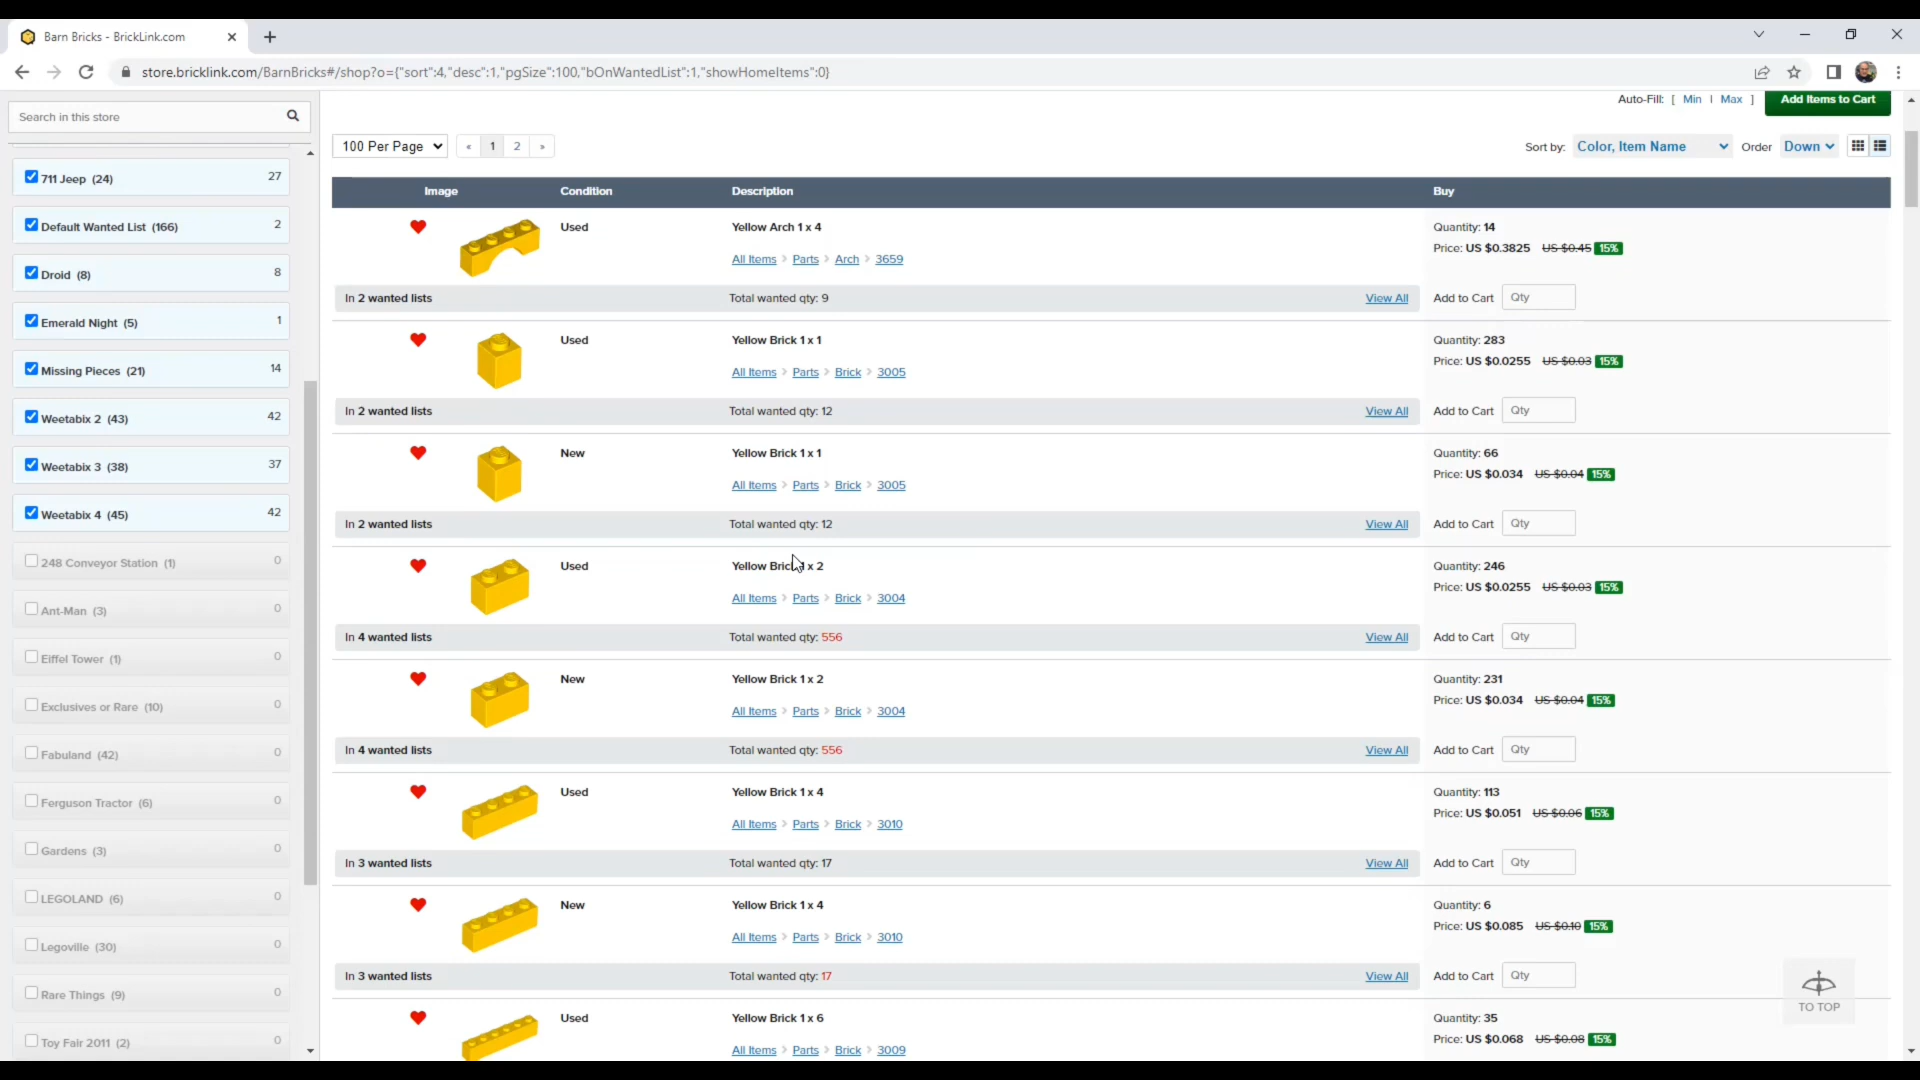 Barn Bricks - BrickLink.com
store.bricklink.com/BarnBricks#/shop?o={"sort":4,"desc":1,"pgSize":100,"bOnWantedList":1,"showHomeItems":0}
Search in this store
711 Jeep (24) 27
Default Wanted List (166) 2
Droid (8) 8
Emerald Night (5) 1
Missing Pieces (21) 14
Weetabix 2 (43) 42
Weetabix 3 (38) 37
Weetabix 4 (45) 42
248 Conveyor Station (1) 0
Ant-Man (3) 0
Eiffel Tower (1) 0
Exclusives or Rare (10) 0
Fabuland (42) 0
Ferguson Tractor (6) 0
Gardens (3) 0
LEGOLAND (6) 0
Legoville (30) 0
Rare Things (9) 0
Toy Fair 2011 (2) 0
Auto-Fill: [ Min | Max ] Add Items to Cart
100 Per Page « 1 2 » Sort by: Color, Item Name Order Down
Image Condition Description Buy
Used Yellow Arch 1 x 4 Quantity: 14
Price: US $0.3825 US $0.45 15%
All Items > Parts > Arch > 3659
In 2 wanted lists Total wanted qty: 9 View All Add to Cart Qty
Used Yellow Brick 1 x 1 Quantity: 283
Price: US $0.0255 US $0.03 15%
All Items > Parts > Brick > 3005
In 2 wanted lists Total wanted qty: 12 View All Add to Cart Qty
New Yellow Brick 1 x 1 Quantity: 66
Price: US $0.034 US $0.04 15%
All Items > Parts > Brick > 3005
In 2 wanted lists Total wanted qty: 12 View All Add to Cart Qty
Used Yellow Brick 1 x 2 Quantity: 246
Price: US $0.0255 US $0.03 15%
All Items > Parts > Brick > 3004
In 4 wanted lists Total wanted qty: 556 View All Add to Cart Qty
New Yellow Brick 1 x 2 Quantity: 231
Price: US $0.034 US $0.04 15%
All Items > Parts > Brick > 3004
In 4 wanted lists Total wanted qty: 556 View All Add to Cart Qty
Used Yellow Brick 1 x 4 Quantity: 113
Price: US $0.051 US $0.06 15%
All Items > Parts > Brick > 3010
In 3 wanted lists Total wanted qty: 17 View All Add to Cart Qty
New Yellow Brick 1 x 4 Quantity: 6
Price: US $0.085 US $0.10 15%
All Items > Parts > Brick > 3010
In 3 wanted lists Total wanted qty: 17 View All Add to Cart Qty
Used Yellow Brick 1 x 6 Quantity: 35
Price: US $0.068 US $0.08 15%
All Items > Parts > Brick > 3009
TO TOP